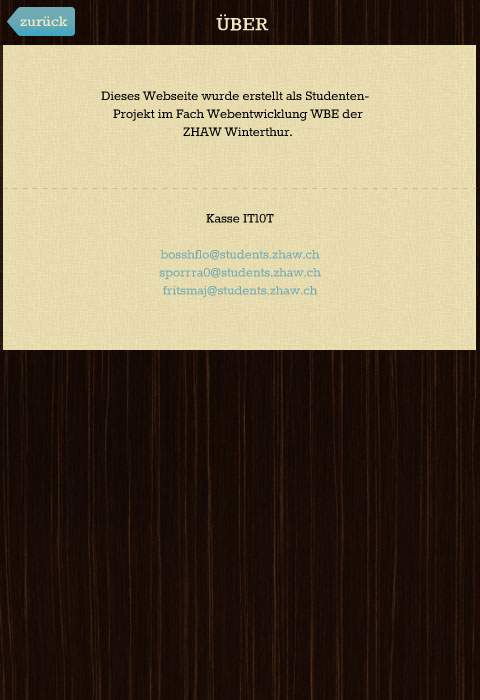 zurück
ÜBER
Dieses Webseite wurde erstellt als Studenten-
Projekt im Fach Webentwicklung WBE der
ZHAW Winterthur.
Kasse IT10T
bosshflo@students.zhaw.ch
sporrra0@students.zhaw.ch
fritsmaj@students.zhaw.ch